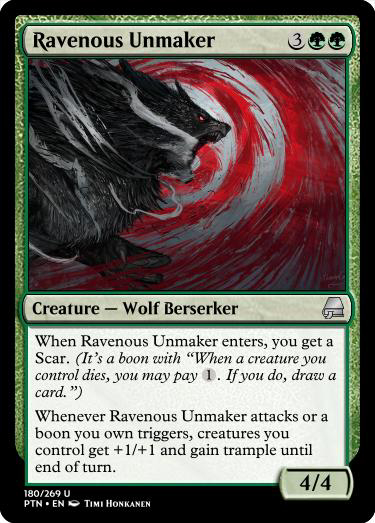 Ravenous Unmaker 3
Creature — Wolf Berserker
When Ravenous Unmaker enters, you get a
Scar. (It's a boon with “When a creature you
control dies, you may pay 1. If you do, draw a
card.”)
Whenever Ravenous Unmaker attacks or a
boon you own triggers, creatures you
control get +1/+1 and gain trample until
end of turn.
4/4
180/269 U
PTN • EN TIMI HONKANEN